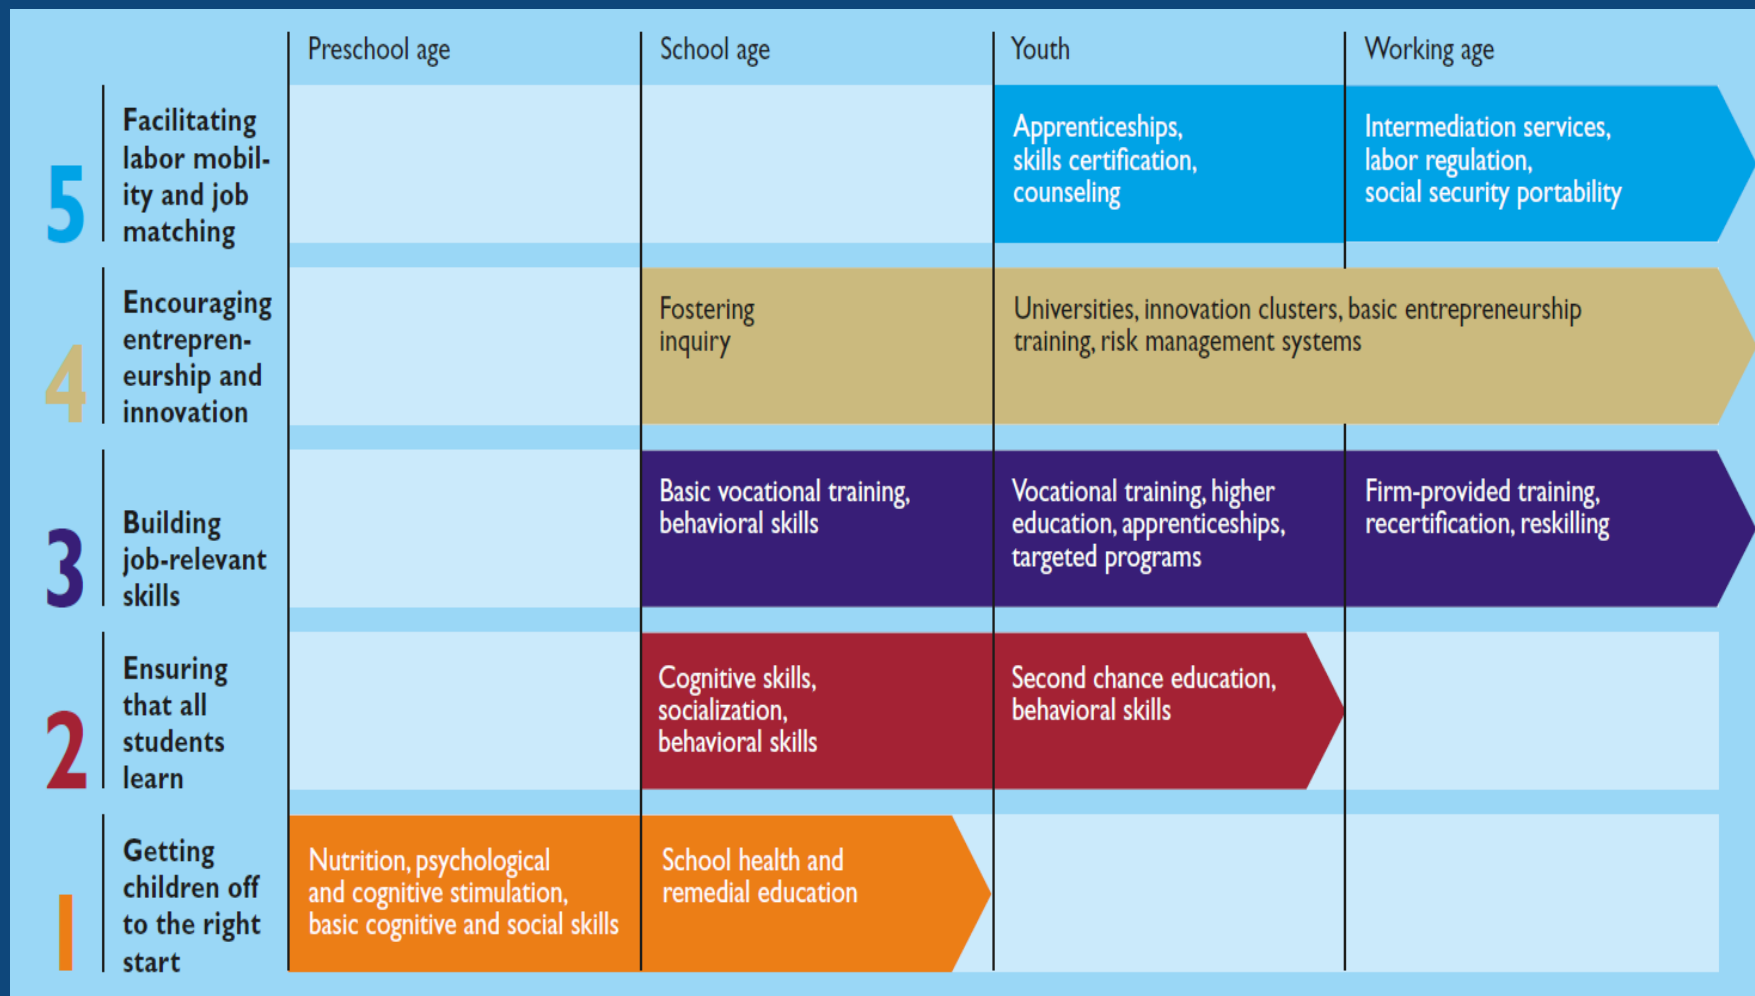 Preschool age
School age
Youth
Working age
5
Facilitating
labor mobil-
ity and job
matching
Apprenticeships,
skills certification,
counseling
Intermediation services,
labor regulation,
social security portability
4
Encouraging
entrepren-
eurship and
innovation
Fostering
inquiry
Universities, innovation clusters, basic entrepreneurship
training, risk management systems
3
Building
job-relevant
skills
Basic vocational training,
behavioral skills
Vocational training, higher
education, apprenticeships,
targeted programs
Firm-provided training,
recertification, reskilling
2
Ensuring
that all
students
learn
Cognitive skills,
socialization,
behavioral skills
Second chance education,
behavioral skills
1
Getting
children off
to the right
start
Nutrition, psychological
and cognitive stimulation,
basic cognitive and social skills
School health and
remedial education